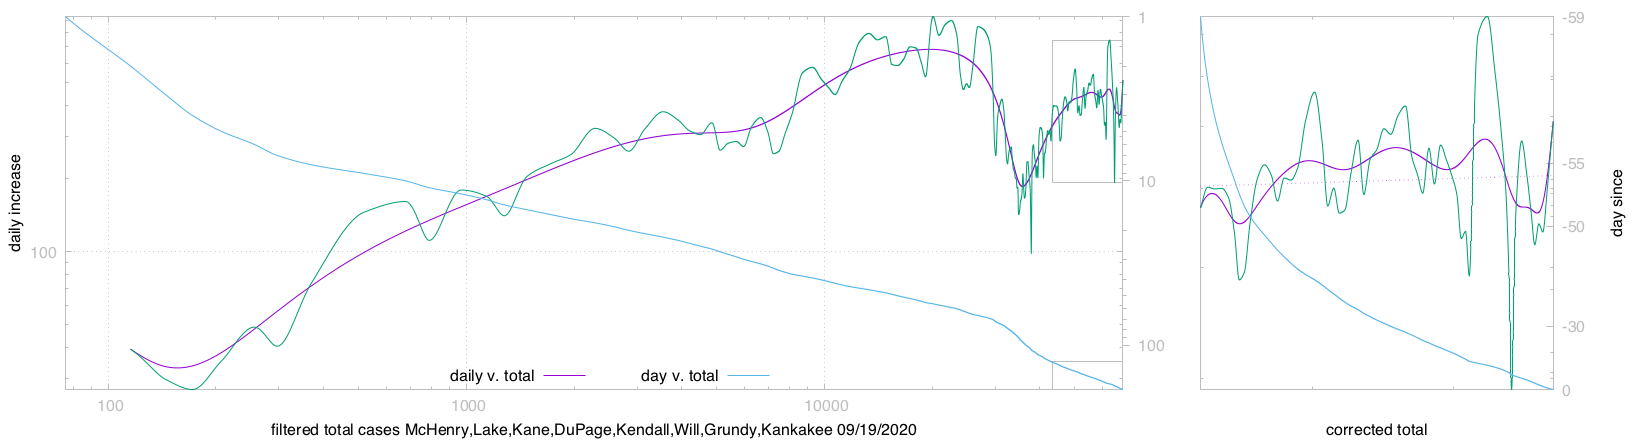 daily increase
100
daily v. total
day v. total
1
10
100
100
1000
10000
filtered total cases McHenry,Lake,Kane,DuPage,Kendall,Will,Grundy,Kankakee 09/19/2020
-59
-55
-50
-30
0
day since
corrected total